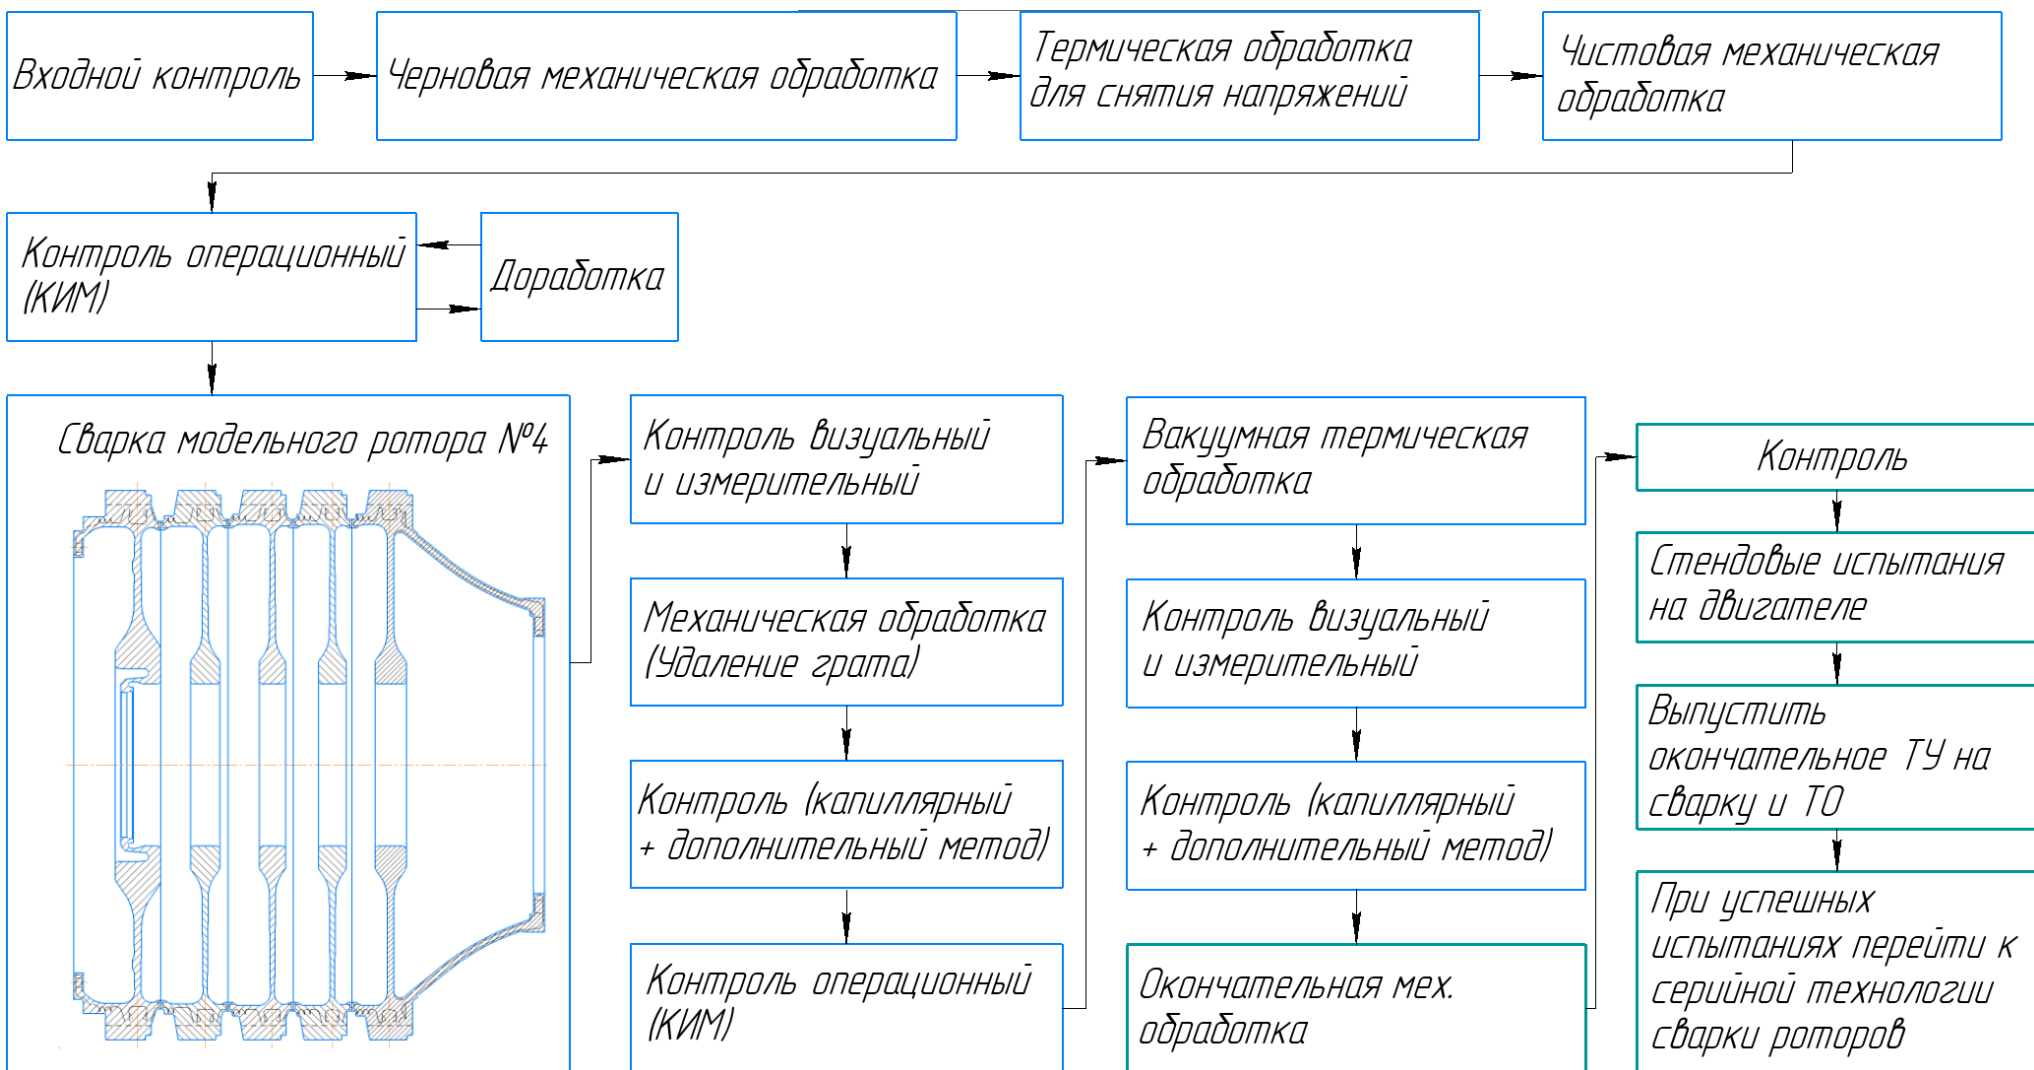 Входной контроль
Черновая механическая обработка
Термическая обработка
для снятия напряжений
Чистовая механическая
обработка
Контроль операционный
(КИМ)
Доработка
Сварка модельного ротора №4
Контроль визуальный
и измерительный
Механическая обработка
(Удаление грата)
Контроль (капиллярный
+ дополнительный метод)
Контроль операционный
(КИМ)
Вакуумная термическая
обработка
Контроль визуальный
и измерительный
Контроль (капиллярный
+ дополнительный метод)
Окончательная мех.
обработка
Контроль
Стендовые испытания
на двигателе
Выпустить
окончательное ТУ на
сварку и ТО
При успешных
испытаниях перейти к
серийной технологии
сварки роторов